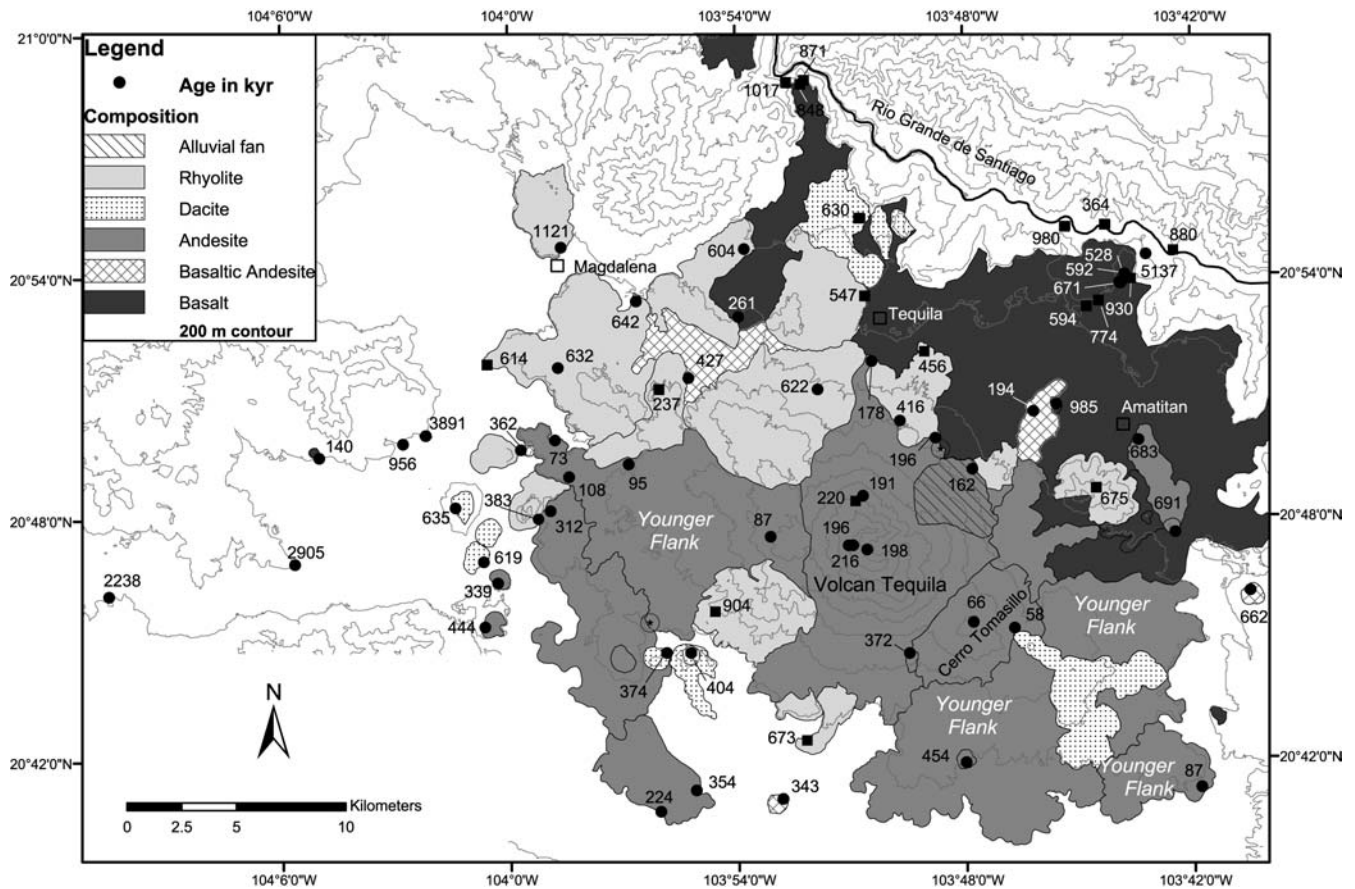 104°6'0"W
104°0'W
103°54'0"W
103°48'0"W
103°42'0"W
21°0'0"N
Legend
Age in kyr
Composition
Alluvial fan
Rhyolite
Dacite
Andesite
Basaltic Andesite
Basalt
200 m contour
871
1017
848
Rio Grande de Santiago
630
364
980
880
1121
604
528
592
5137
Magdalena
20°54'0"N
20°54'0"N
671
642
261
547
Tequila
594
930
774
614
632
427
456
237
622
178
416
194
985
Amatitan
362
3891
140
956
73
196
683
108
95
162
191
220
675
691
383
312
635
20°48'0"N
20°48'0"N
Younger
Flank
87
196
216
198
2905
619
Volcan Tequila
2238
339
904
66
58
Younger
Flank
662
444
372
Cerro Tomasillo
374
404
N
Younger
Flank
673
454
20°42'0"N
20°42'0"N
Younger
Flank
87
354
343
224
Kilometers
0
2.5
5
10
104°6'0"W
104°0'W
103°54'0"W
103°48'0"W
103°42'0"W